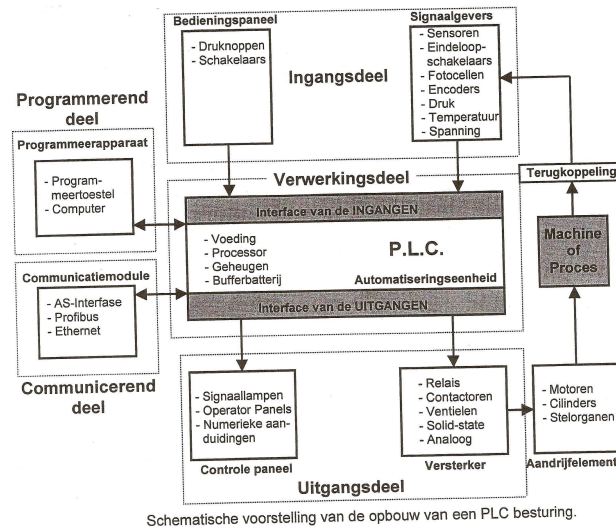 Bedieningspaneel
- Druknoppen
- Schakelaars
Ingangsdeel
Signaalgevers
- Sensoren
- Eindeloop-
schakelaars
- Fotocellen
- Encoders
- Druk
- Temperatuur
- Spanning
Programmerend
deel
Programmeerapparaat
- Program-
meertoestel
- Computer
Terugkoppeling
Verwerkingsdeel
Interface van de INGANGEN
- Voeding
- Processor
- Geheugen
- Bufferbatterij
P.L.C.
Automatiseringseenheid
Interface van de UITGANGEN
Machine
of
Proces
Communicatiemodule
- AS-Interfase
- Profibus
- Ethernet
Communicerend
deel
- Signaallampen
- Operator Panels
- Numerieke aan-
duidingen
Controle paneel
- Relais
- Contactoren
- Ventielen
- Solid-state
- Analoog
Versterker
- Motoren
- Cilinders
- Stelorganen
Aandrijfelement
Uitgangsdeel
Schematische voorstelling van de opbouw van een PLC besturing.